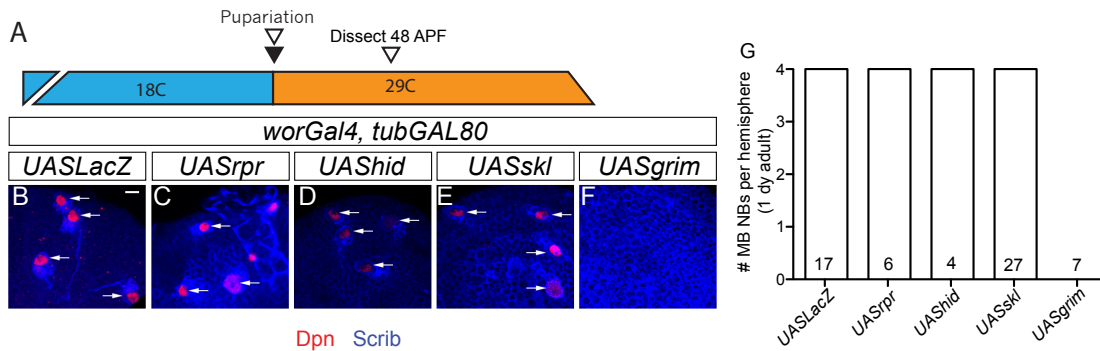 A
Pupariation
Dissect 48 APF
18C
29C
worGal4, tubGAL80
UASLacZ
UASrpr
UAShid
UASskl
UASgrim
B
C
D
E
F
Dpn Scrib
G
# MB NBs per hemisphere
(1 dy adult)
4
3
2
1
0
17
6
4
27
7
UASLacZ
UASrpr
UAShid
UASskl
UASgrim